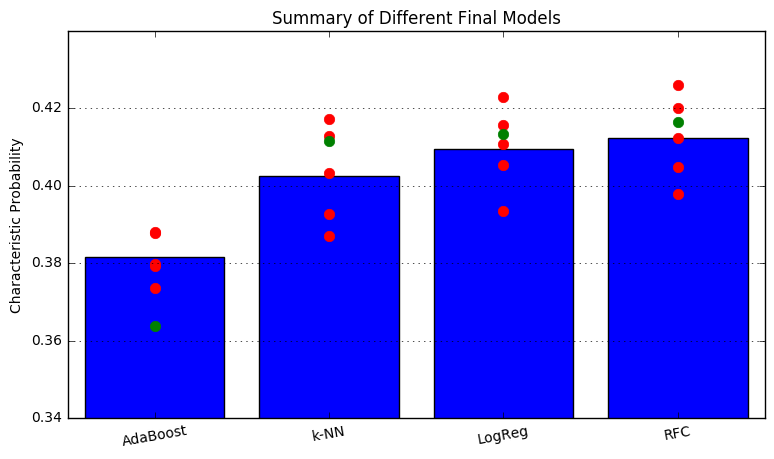 Summary of Different Final Models
Characteristic Probability
0.42
0.40
0.38
0.36
0.34
AdaBoost
k-NN
LogReg
RFC